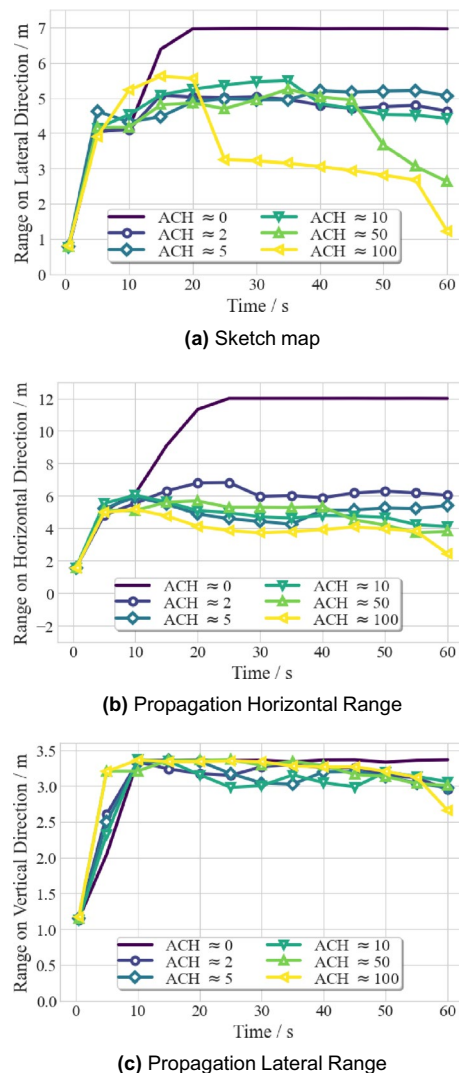 7
6
5
4
3
2
1
0
Range on Lateral Direction / m
ACH ≈ 0 ACH ≈ 10
ACH ≈ 2 ACH ≈ 50
ACH ≈ 5 ACH ≈ 100
0 10 20 30 40 50 60
Time / s
(a) Sketch map
12
10
8
6
4
2
0
−2
Range on Horizontal Direction / m
ACH ≈ 0 ACH ≈ 10
ACH ≈ 2 ACH ≈ 50
ACH ≈ 5 ACH ≈ 100
0 10 20 30 40 50 60
Time / s
(b) Propagation Horizontal Range
3.5
3.0
2.5
2.0
1.5
1.0
0.5
0.0
Range on Vertical Direction / m
ACH ≈ 0 ACH ≈ 10
ACH ≈ 2 ACH ≈ 50
ACH ≈ 5 ACH ≈ 100
0 10 20 30 40 50 60
Time / s
(c) Propagation Lateral Range